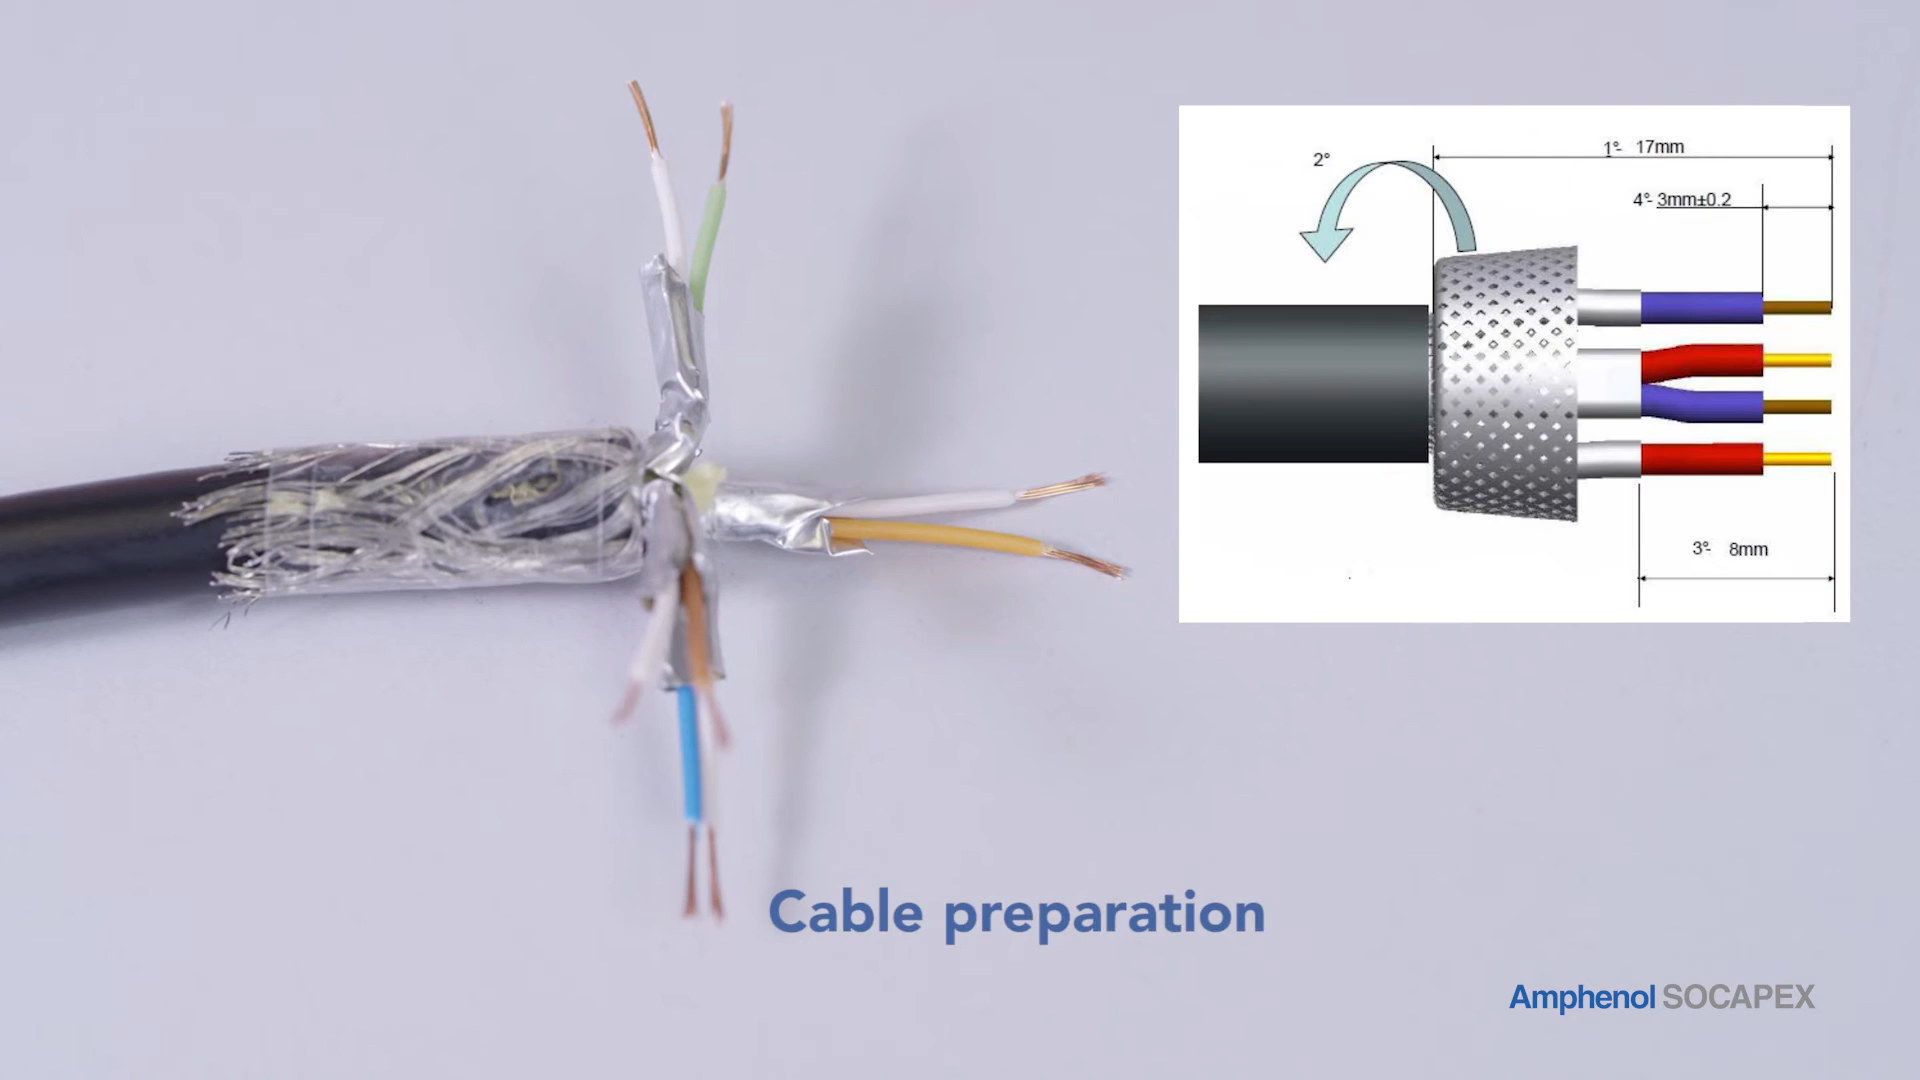 1°- 17mm
2°
4°- 3mm±0.2
3°- 8mm
Cable preparation
Amphenol SOCAPEX